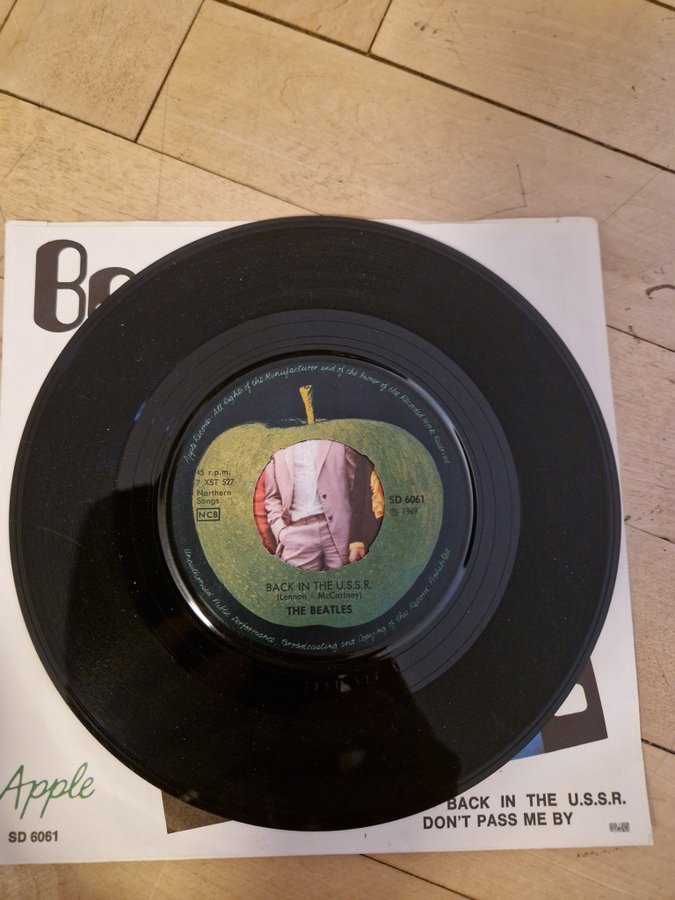 Be
Apple Records. All Rights of the Manufacturer and of the Owner of the Recorded Work Reserved
45 r.p.m.
7 XST 527
Northern
Songs
NCB
SD 6061
℗ 1969
BACK IN THE U.S.S.R.
(Lennon - McCartney)
THE BEATLES
Unauthorised Public Performance, Broadcasting and Copying of this Record Prohibited
Apple
SD 6061
BACK IN THE U.S.S.R.
DON'T PASS ME BY